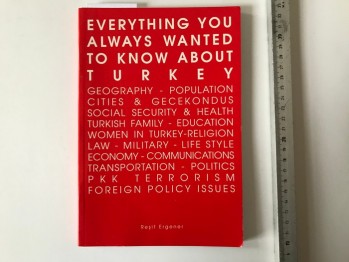 EVERYTHING YOU
ALWAYS WANTED
TO KNOW ABOUT
TURKEY
GEOGRAPHY - POPULATION
CITIES & GECEKONDUS
SOCIAL SECURITY & HEALTH
TURKISH FAMILY - EDUCATION
WOMEN IN TURKEY-RELIGION
LAW - MILITARY - LIFE STYLE
ECONOMY - COMMUNICATIONS
TRANSPORTATION - POLITICS
PKK TERRORISM
FOREIGN POLICY ISSUES
Reşit Ergener